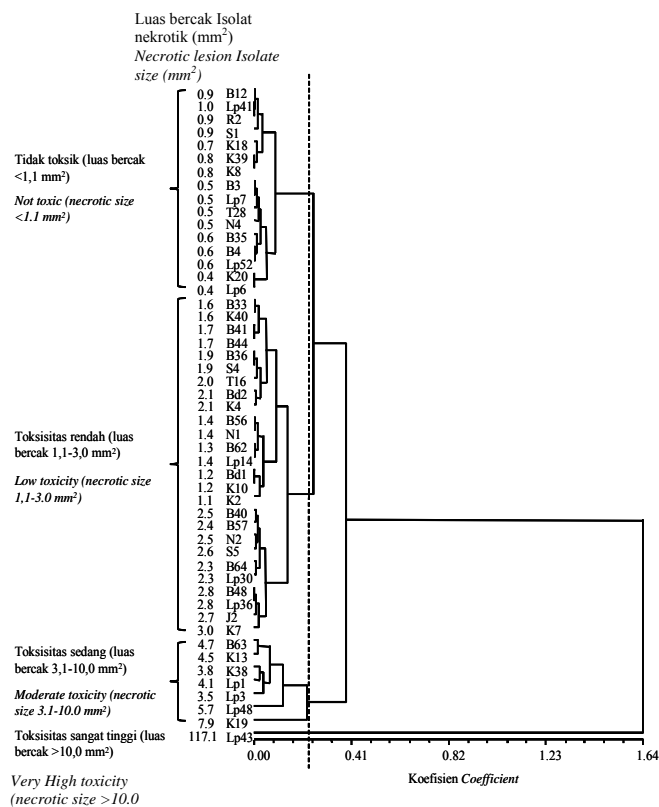 Luas bercak Isolat
nekrotik (mm²)
Necrotic lesion Isolate
size (mm²)
0.9 B12
1.0 Lp41
0.9 R2
0.9 S1
0.7 K18
0.8 K39
0.8 K8
0.5 B3
0.5 Lp7
0.5 T28
0.5 N4
0.6 B35
0.6 B4
0.6 Lp52
0.4 K20
0.4 Lp6
Tidak toksik (luas bercak
<1,1 mm²)
Not toxic (necrotic size
<1.1 mm²)
1.6 B33
1.6 K40
1.7 B41
1.7 B44
1.9 B36
1.9 S4
2.0 T16
2.1 Bd2
2.1 K4
1.4 B56
1.4 N1
1.3 B62
1.4 Lp14
1.2 Bd1
1.2 K10
1.1 K2
2.5 B40
2.4 B57
2.5 N2
2.6 S5
2.3 B64
2.3 Lp30
2.8 B48
2.8 Lp36
2.7 J2
3.0 K7
Toksisitas rendah (luas
bercak 1,1-3,0 mm²)
Low toxicity (necrotic size
1,1-3.0 mm²)
4.7 B63
4.5 K13
3.8 K38
4.1 Lp1
3.5 Lp3
5.7 Lp48
7.9 K19
Toksisitas sedang (luas
bercak 3,1-10,0 mm²)
Moderate toxicity (necrotic
size 3.1-10.0 mm²)
Toksisitas sangat tinggi (luas
bercak >10,0 mm²)
117.1 Lp43
Very High toxicity
(necrotic size >10.0
0.00 0.41 0.82 1.23 1.64
Koefisien Coefficient